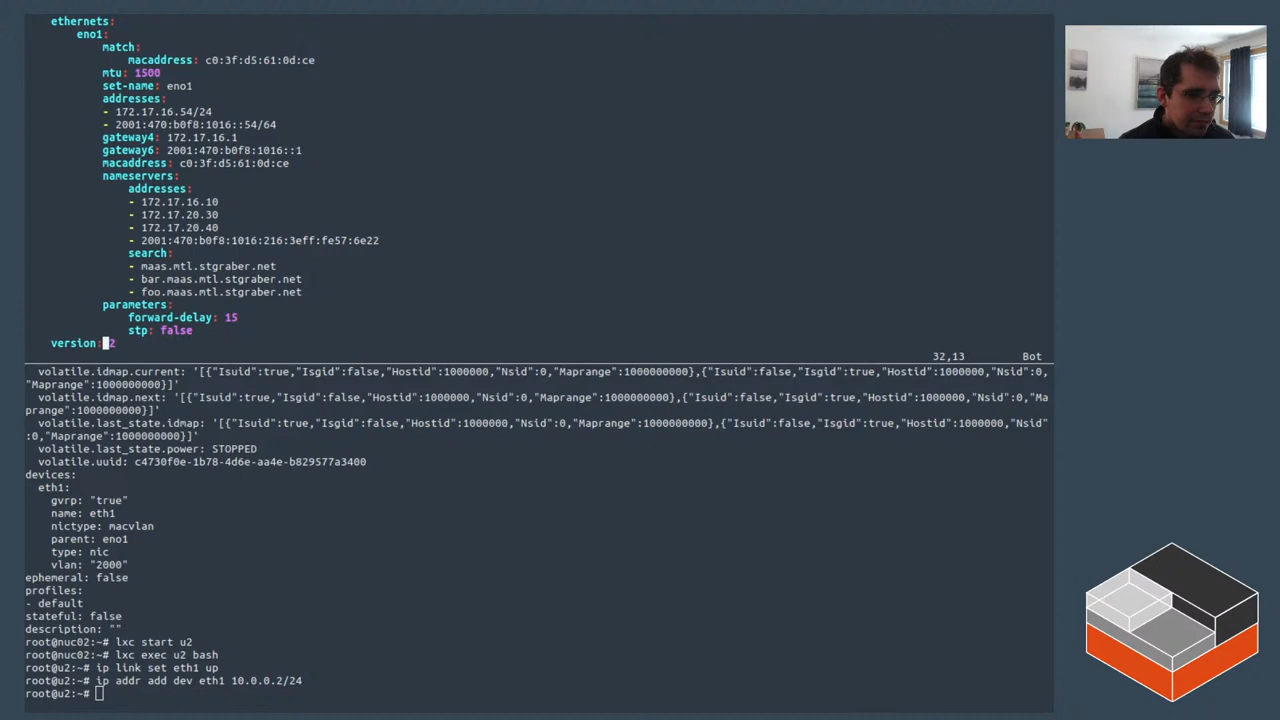 ethernets:
eno1:
match:
macaddress: c0:3f:d5:61:0d:ce
mtu: 1500
set-name: eno1
addresses:
- 172.17.16.54/24
- 2001:470:b0f8:1016::54/64
gateway4: 172.17.16.1
gateway6: 2001:470:b0f8:1016::1
macaddress: c0:3f:d5:61:0d:ce
nameservers:
addresses:
- 172.17.16.10
- 172.17.20.30
- 172.17.20.40
- 2001:470:b0f8:1016:216:3eff:fe57:6e22
search:
- maas.mtl.stgraber.net
- bar.maas.mtl.stgraber.net
- foo.maas.mtl.stgraber.net
parameters:
forward-delay: 15
stp: false
version: 2
32,13 Bot
volatile.idmap.current: '[{"Isuid":true,"Isgid":false,"Hostid":1000000,"Nsid":0,"Maprange":1000000000},{"Isuid":false,"Isgid":true,"Hostid":1000000,"Nsid":0,
"Maprange":1000000000}]'
volatile.idmap.next: '[{"Isuid":true,"Isgid":false,"Hostid":1000000,"Nsid":0,"Maprange":1000000000},{"Isuid":false,"Isgid":true,"Hostid":1000000,"Nsid":0,"Ma
prange":1000000000}]'
volatile.last_state.idmap: '[{"Isuid":true,"Isgid":false,"Hostid":1000000,"Nsid":0,"Maprange":1000000000},{"Isuid":false,"Isgid":true,"Hostid":1000000,"Nsid"
:0,"Maprange":1000000000}]'
volatile.last_state.power: STOPPED
volatile.uuid: c4730f0e-1b78-4d6e-aa4e-b829577a3400
devices:
eth1:
gvrp: "true"
name: eth1
nictype: macvlan
parent: eno1
type: nic
vlan: "2000"
ephemeral: false
profiles:
- default
stateful: false
description: ""
root@nuc02:~# lxc start u2
root@nuc02:~# lxc exec u2 bash
root@u2:~# ip link set eth1 up
root@u2:~# ip addr add dev eth1 10.0.0.2/24
root@u2:~#